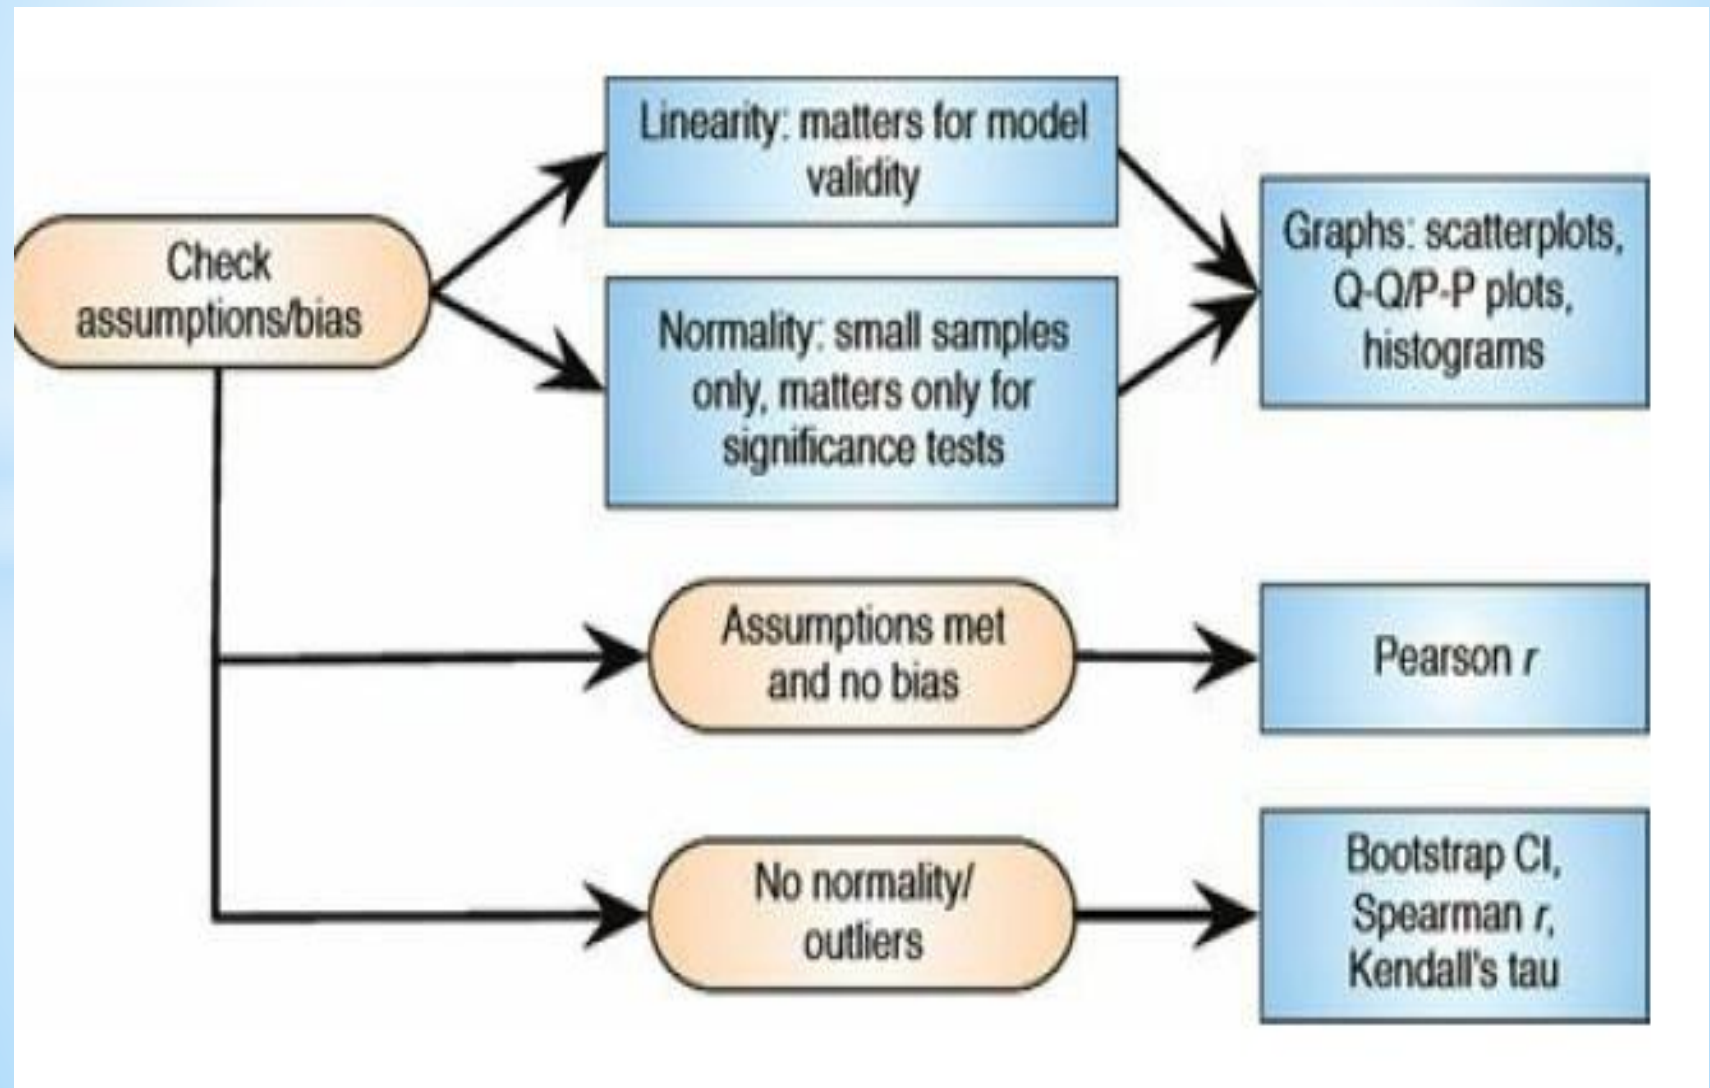 Linearity: matters for model
validity
Check
assumptions/bias
Normality: small samples
only, matters only for
significance tests
Graphs: scatterplots,
Q-Q/P-P plots,
histograms
Assumptions met
and no bias
Pearson r
No normality/
outliers
Bootstrap CI,
Spearman r,
Kendall's tau